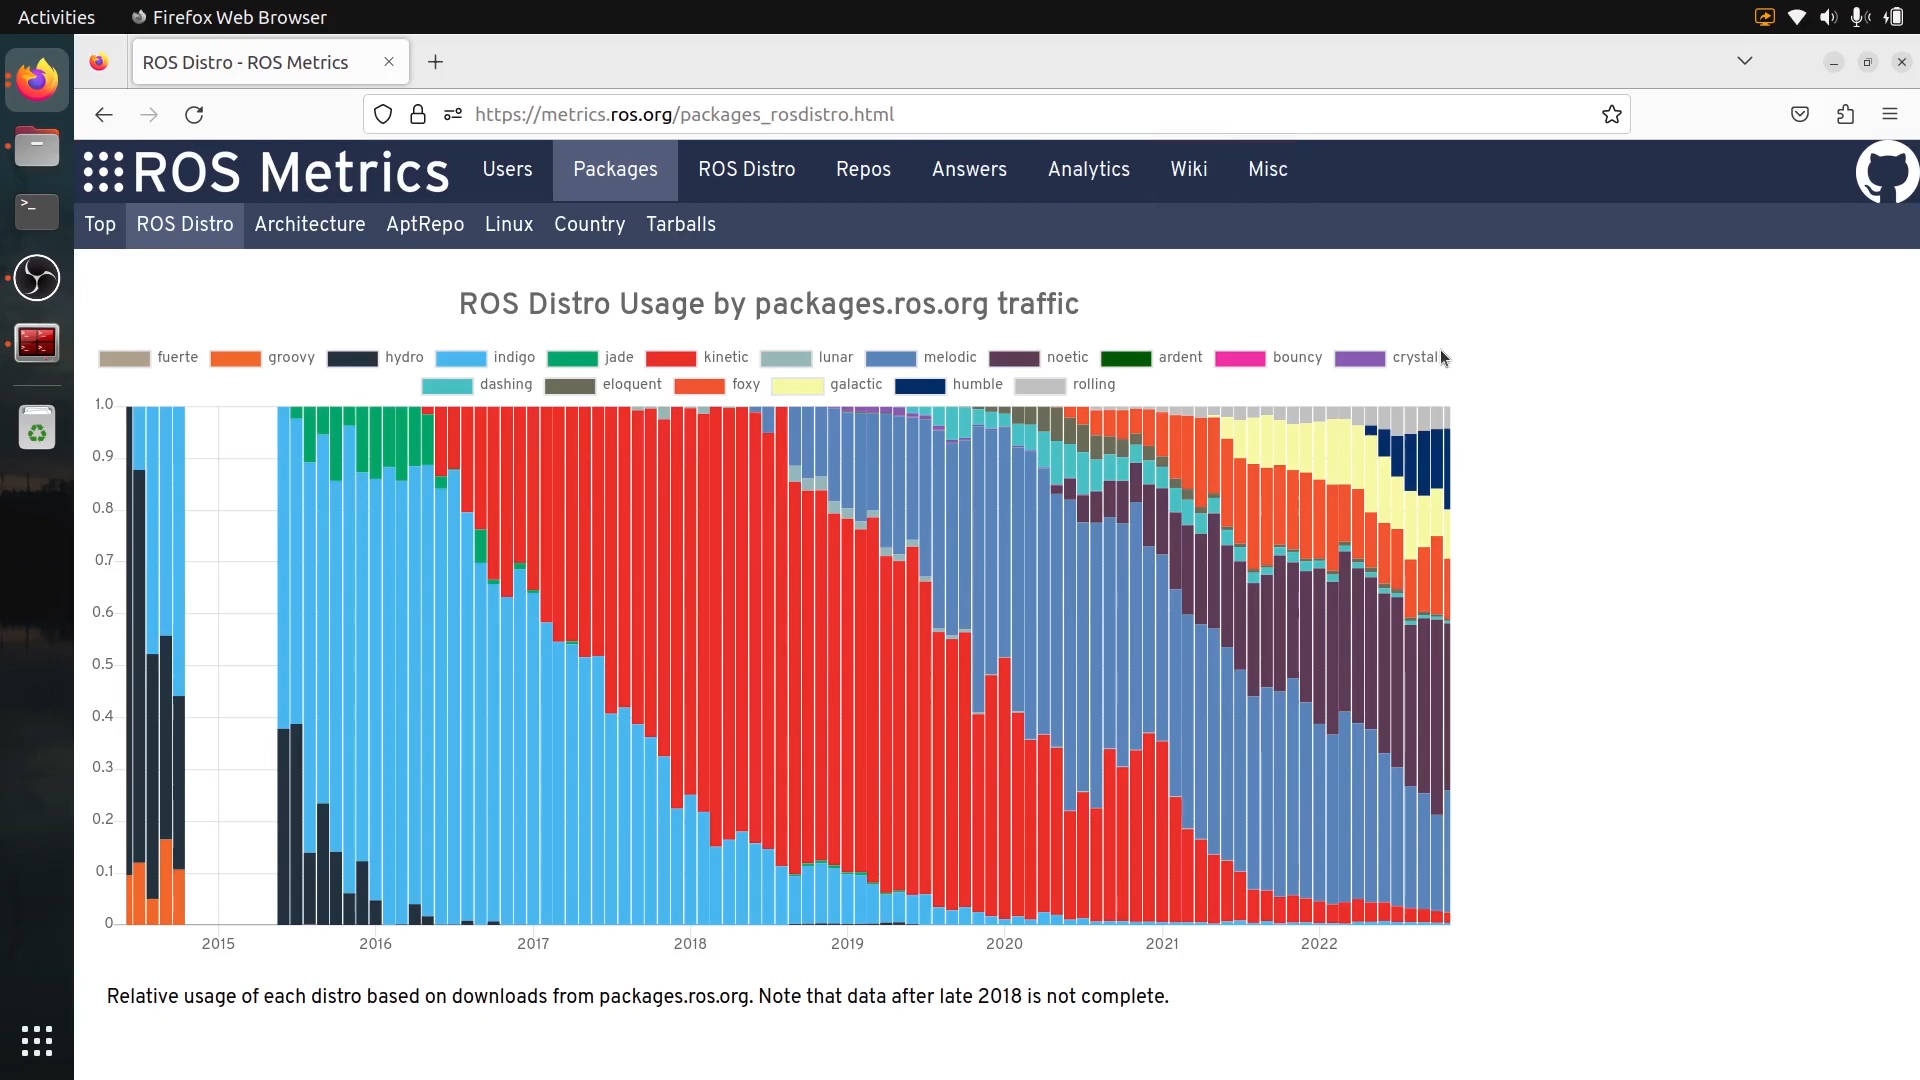 Activities Firefox Web Browser
ROS Distro - ROS Metrics
https://metrics.ros.org/packages_rosdistro.html
ROS Metrics Users Packages ROS Distro Repos Answers Analytics Wiki Misc
Top ROS Distro Architecture AptRepo Linux Country Tarballs
ROS Distro Usage by packages.ros.org traffic
fuerte groovy hydro indigo jade kinetic lunar melodic noetic ardent bouncy crystal
dashing eloquent foxy galactic humble rolling
1.0
0.9
0.8
0.7
0.6
0.5
0.4
0.3
0.2
0.1
0
2015 2016 2017 2018 2019 2020 2021 2022
Relative usage of each distro based on downloads from packages.ros.org. Note that data after late 2018 is not complete.